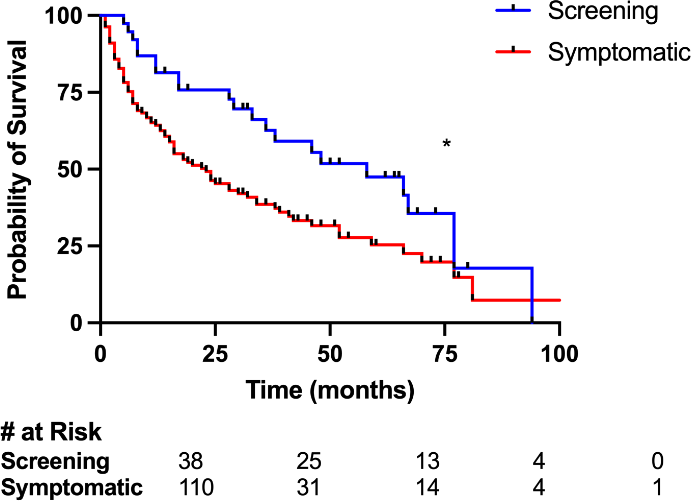 Screening
Symptomatic
Probability of Survival
100
75
50
25
0
*
0 25 50 75 100
Time (months)
# at Risk
Screening 38 25 13 4 0
Symptomatic 110 31 14 4 1